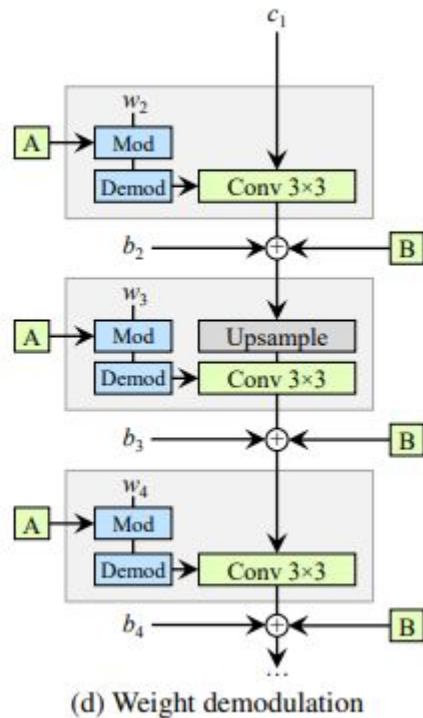 c₁
w₂
A
Mod
Demod
Conv 3×3
b₂ + B
w₃
A
Mod
Upsample
Demod
Conv 3×3
b₃ + B
w₄
A
Mod
Demod
Conv 3×3
b₄ + B
...
(d) Weight demodulation